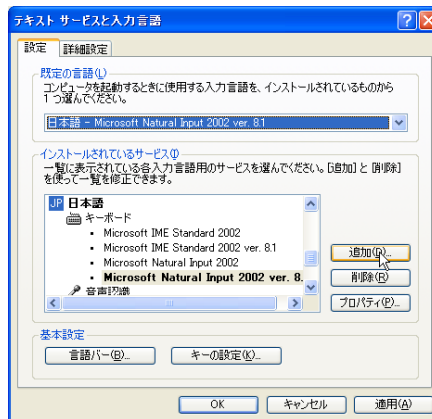 テキスト サービスと入力言語
設定 詳細設定
既定の言語(L)
コンピュータを起動するときに使用する入力言語を、インストールされているものから
1 つ選んでください。
日本語 - Microsoft Natural Input 2002 ver. 8.1
インストールされているサービス(I)
一覧に表示されている各入力言語用のサービスを選んでください。[追加] と [削除]
を使って一覧を修正できます。
JP 日本語
キーボード
• Microsoft IME Standard 2002
• Microsoft IME Standard 2002 ver. 8.1
• Microsoft Natural Input 2002
• Microsoft Natural Input 2002 ver. 8.
音声認識
追加(D)...
削除(R)
プロパティ(P)...
基本設定
言語バー(B)...
キーの設定(K)...
OK
キャンセル
適用(A)